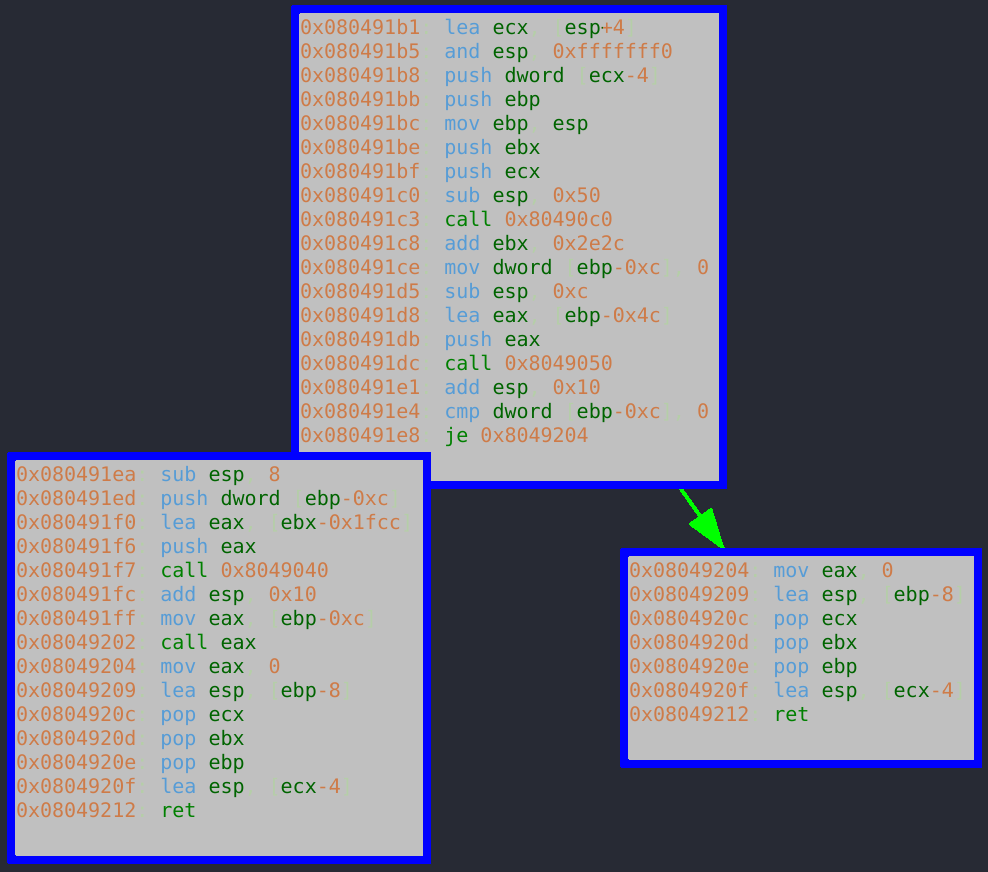 0x080491b1 lea ecx esp+4
0x080491b5 and esp 0xfffffff0
0x080491b8 push dword ecx-4
0x080491bb push ebp
0x080491bc mov ebp esp
0x080491be push ebx
0x080491bf push ecx
0x080491c0 sub esp 0x50
0x080491c3 call 0x80490c0
0x080491c8 add ebx 0x2e2c
0x080491ce mov dword ebp-0xc 0
0x080491d5 sub esp 0xc
0x080491d8 lea eax ebp-0x4c
0x080491db push eax
0x080491dc call 0x8049050
0x080491e1 add esp 0x10
0x080491e4 cmp dword ebp-0xc 0
0x080491e8 je 0x8049204
0x080491ea sub esp 8
0x080491ed push dword ebp-0xc
0x080491f0 lea eax ebx-0x1fcc
0x080491f6 push eax
0x080491f7 call 0x8049040
0x080491fc add esp 0x10
0x080491ff mov eax ebp-0xc
0x08049202 call eax
0x08049204 mov eax 0
0x08049209 lea esp ebp-8
0x0804920c pop ecx
0x0804920d pop ebx
0x0804920e pop ebp
0x0804920f lea esp ecx-4
0x08049212 ret
0x08049204 mov eax 0
0x08049209 lea esp ebp-8
0x0804920c pop ecx
0x0804920d pop ebx
0x0804920e pop ebp
0x0804920f lea esp ecx-4
0x08049212 ret